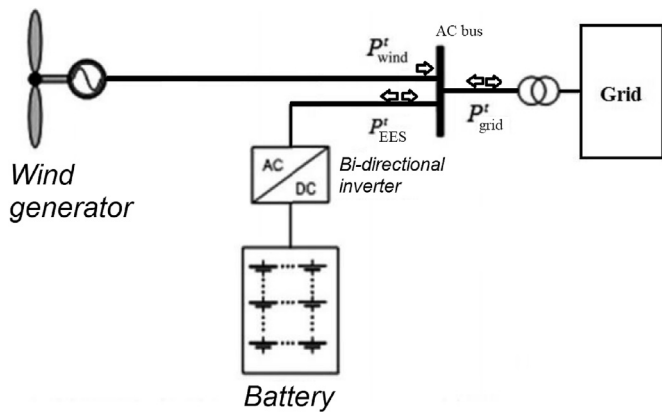 AC bus
P^t_wind
P^t_EES
P^t_grid
Grid
Wind
generator
AC
DC
Bi-directional
inverter
Battery